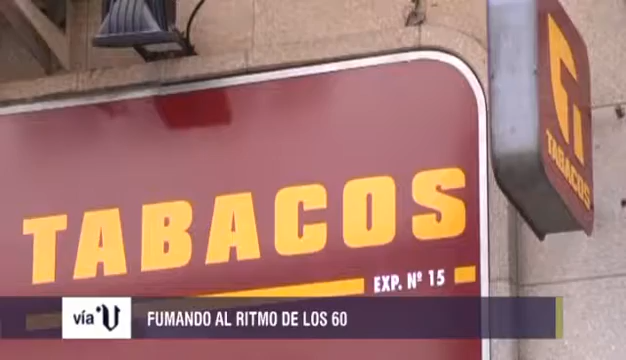 TABACOS
EXP. Nº 15
TABACOS
vía U
FUMANDO AL RITMO DE LOS 60